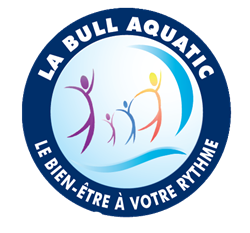 LA BULL AQUATIC
LE BIEN-ÊTRE À VOTRE RYTHME